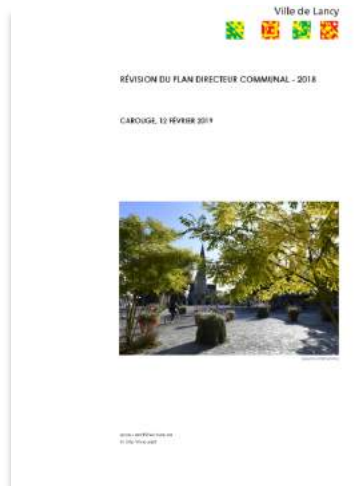 Ville de Lancy
RÉVISION DU PLAN DIRECTEUR COMMUNAL - 2018
CAROUGE, 12 FÉVRIER 2019